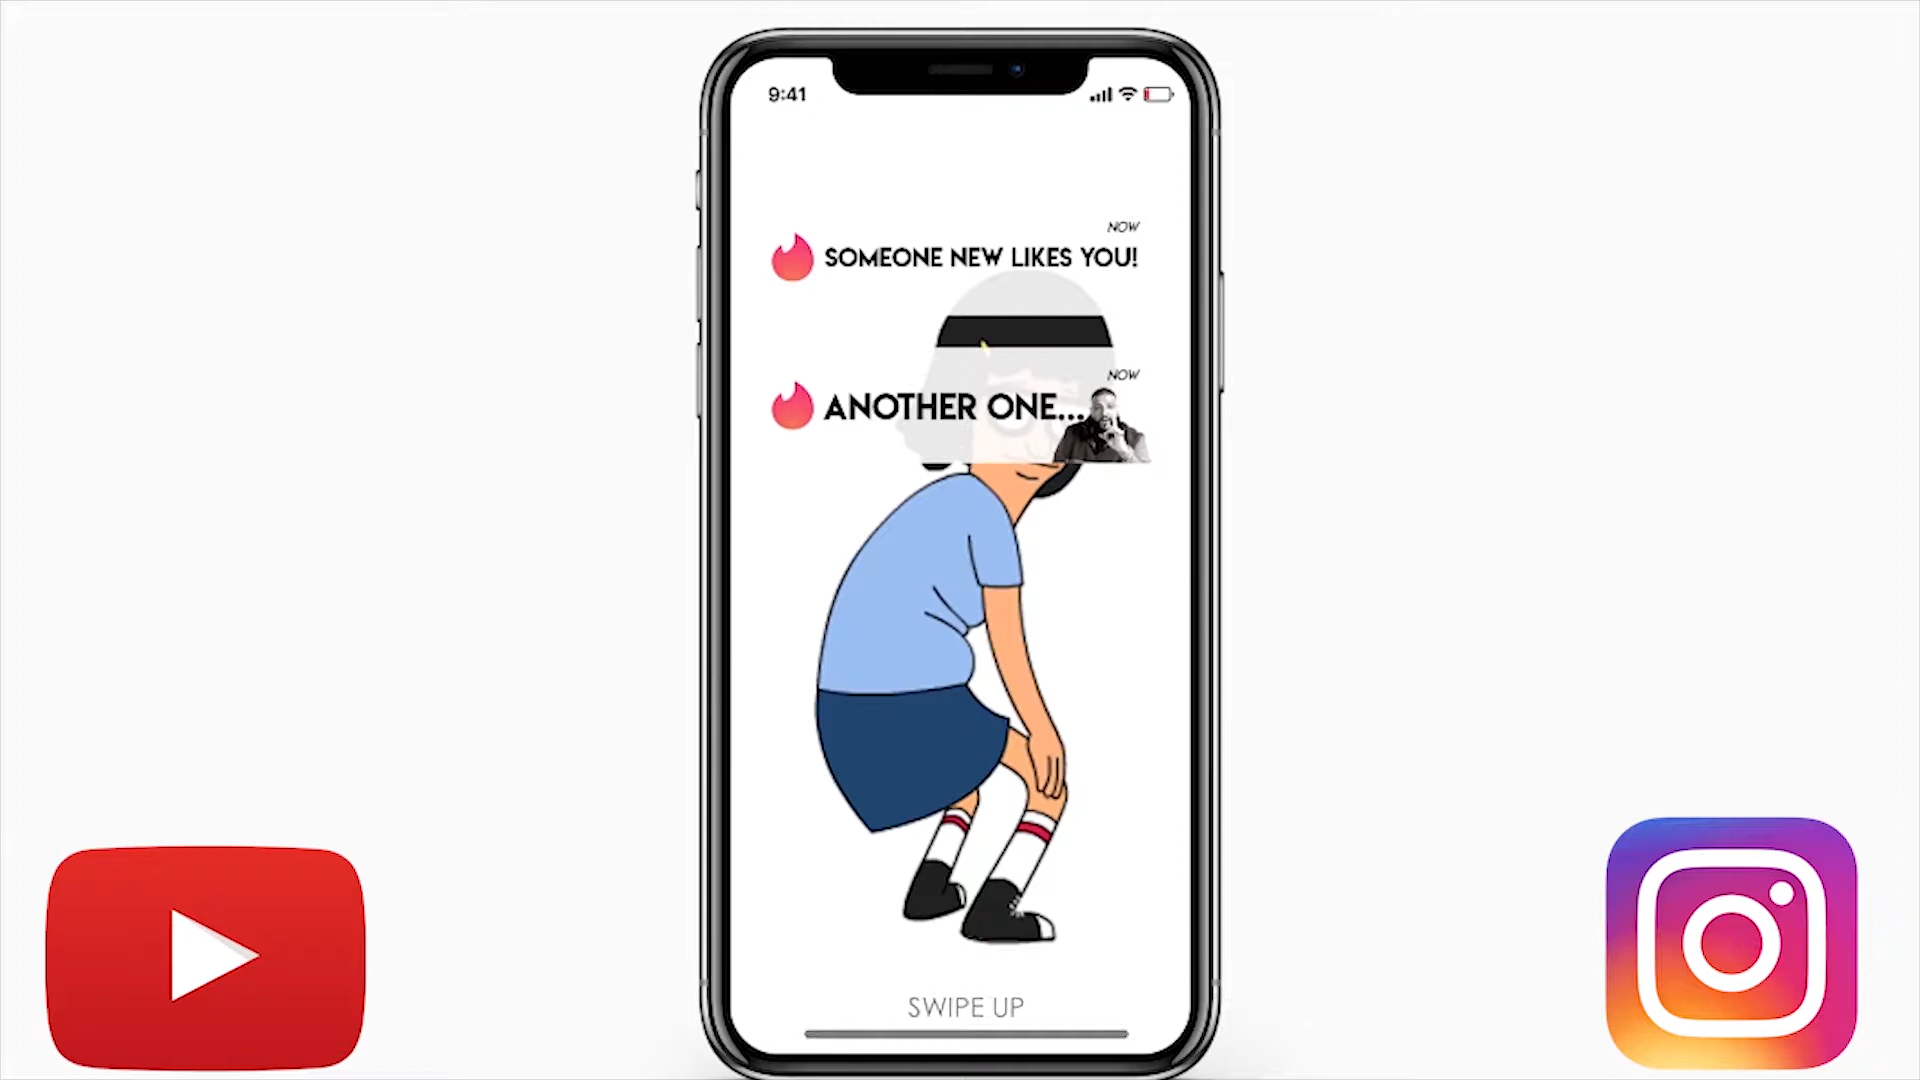 9:41
NOW
SOMEONE NEW LIKES YOU!
NOW
ANOTHER ONE...
SWIPE UP